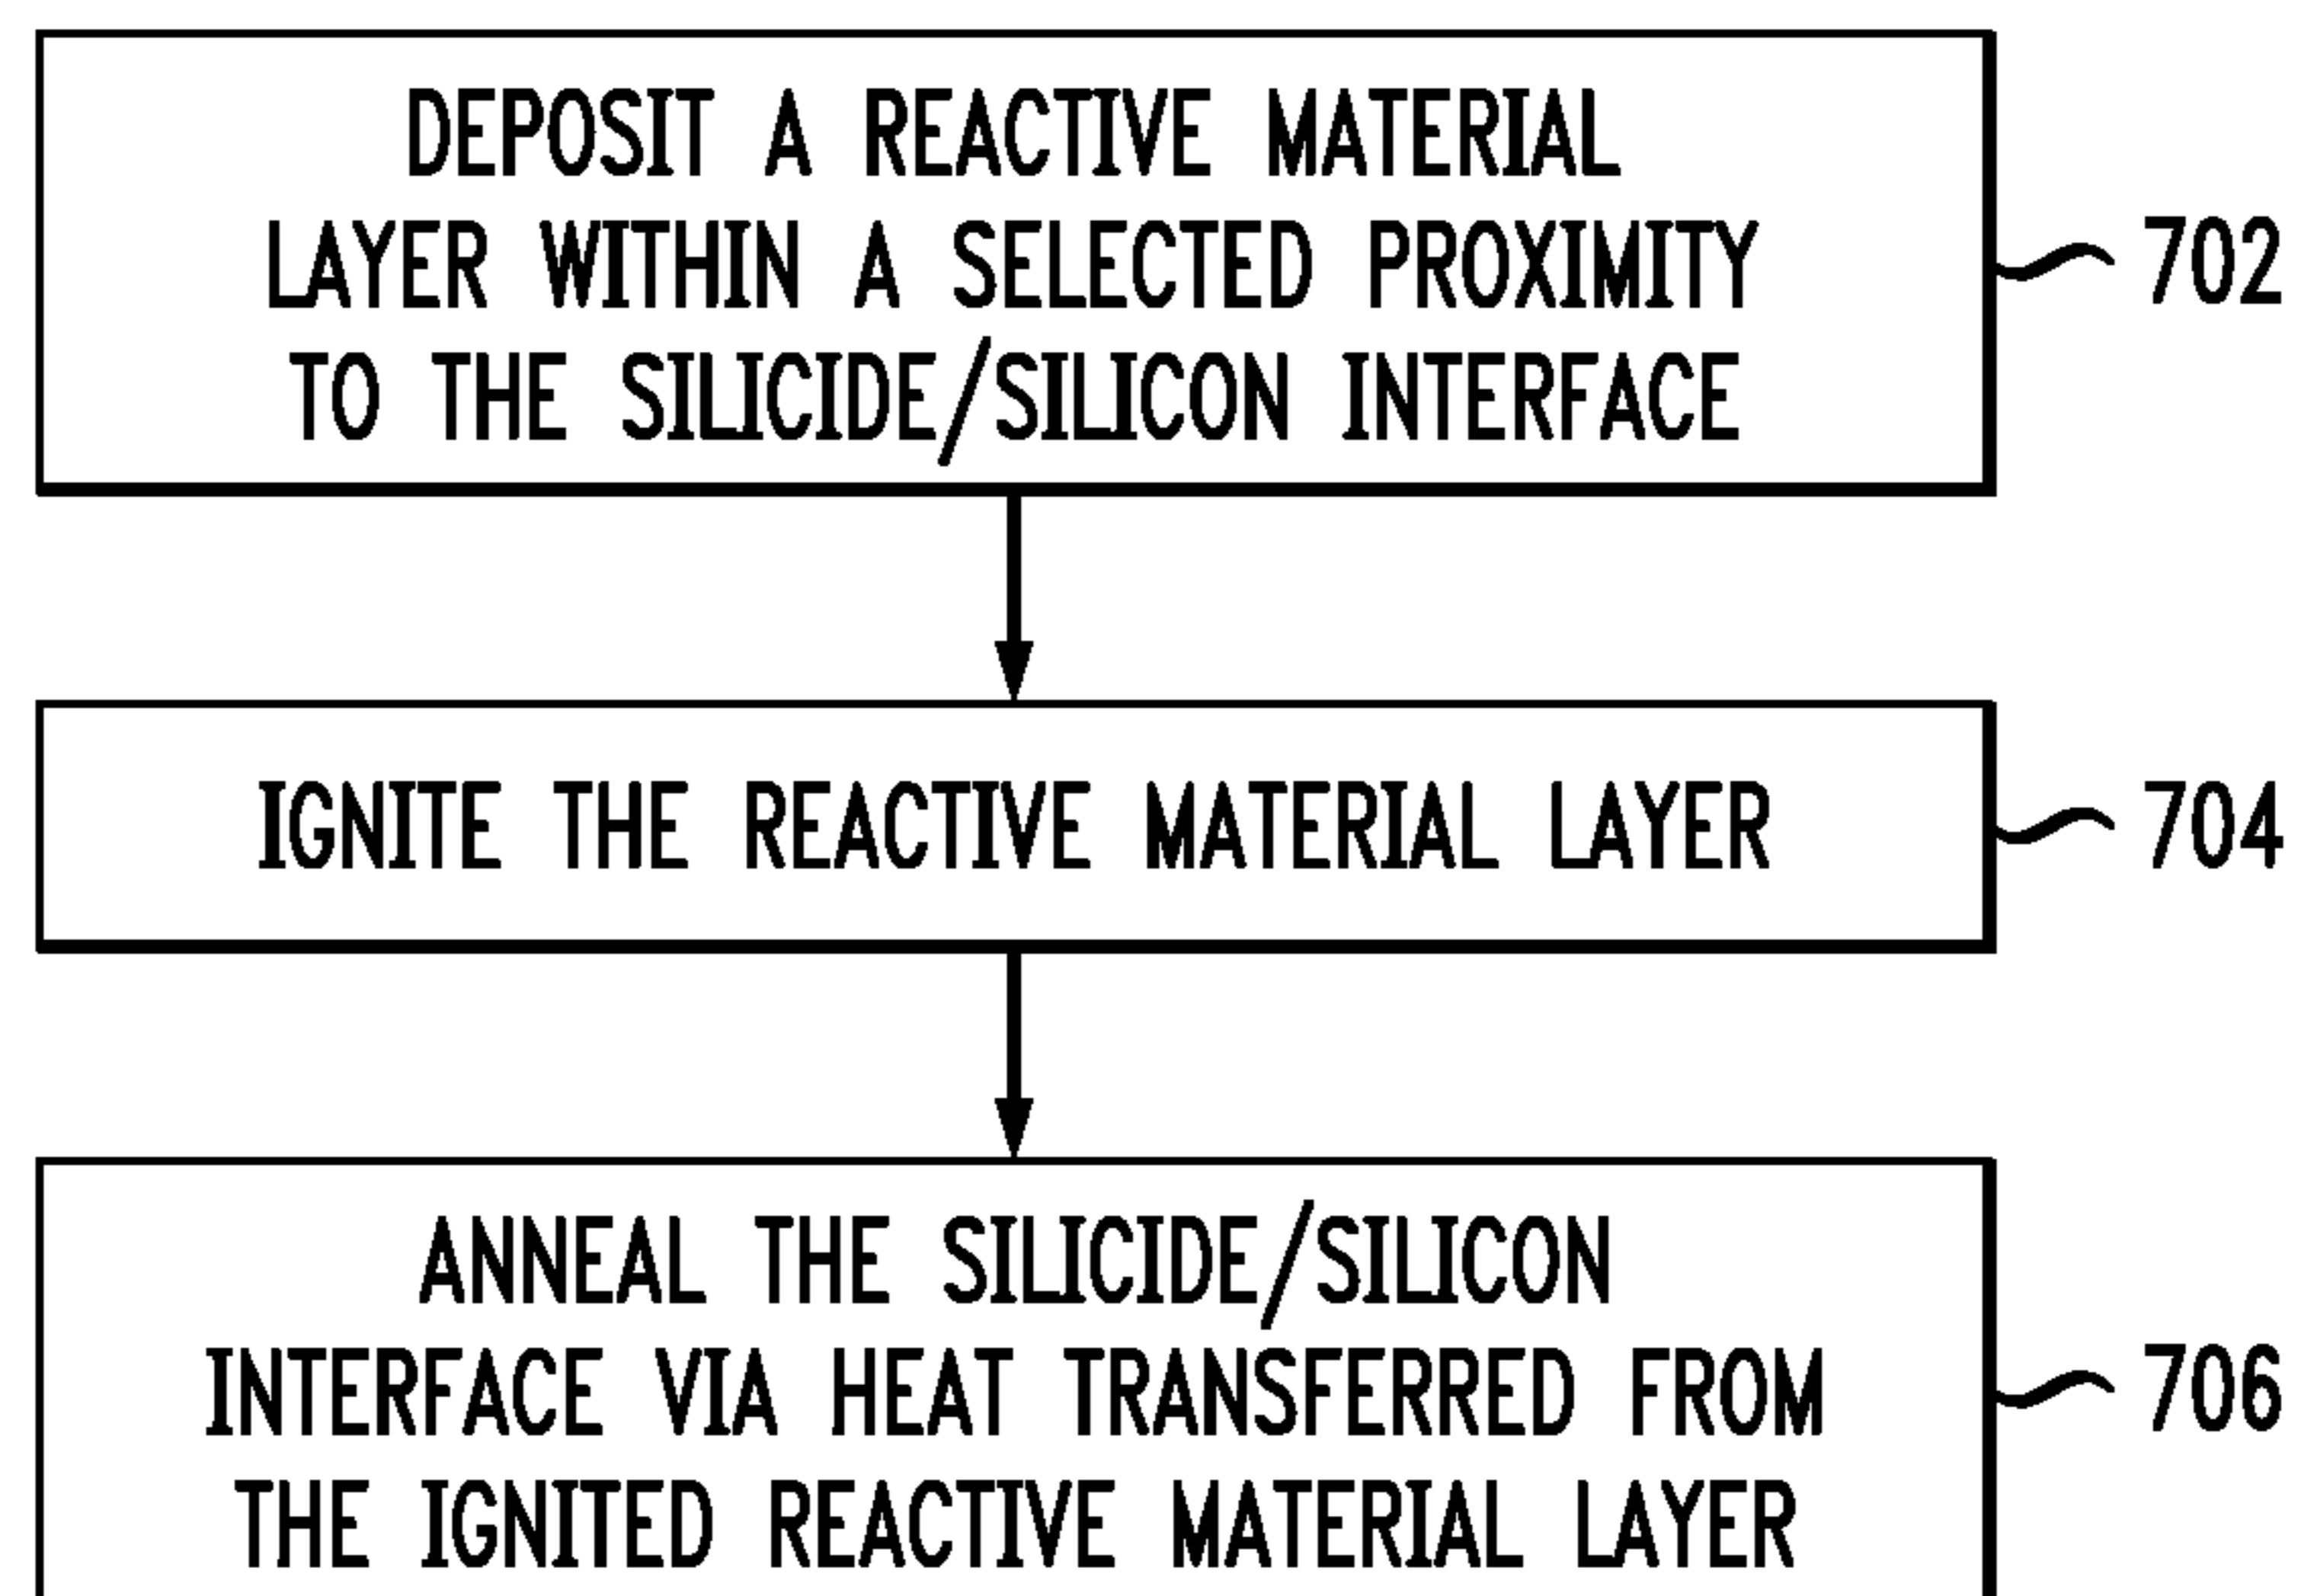 DEPOSIT A REACTIVE MATERIAL
LAYER WITHIN A SELECTED PROXIMITY
TO THE SILICIDE/SILICON INTERFACE
702
IGNITE THE REACTIVE MATERIAL LAYER
704
ANNEAL THE SILICIDE/SILICON
INTERFACE VIA HEAT TRANSFERRED FROM
THE IGNITED REACTIVE MATERIAL LAYER
706